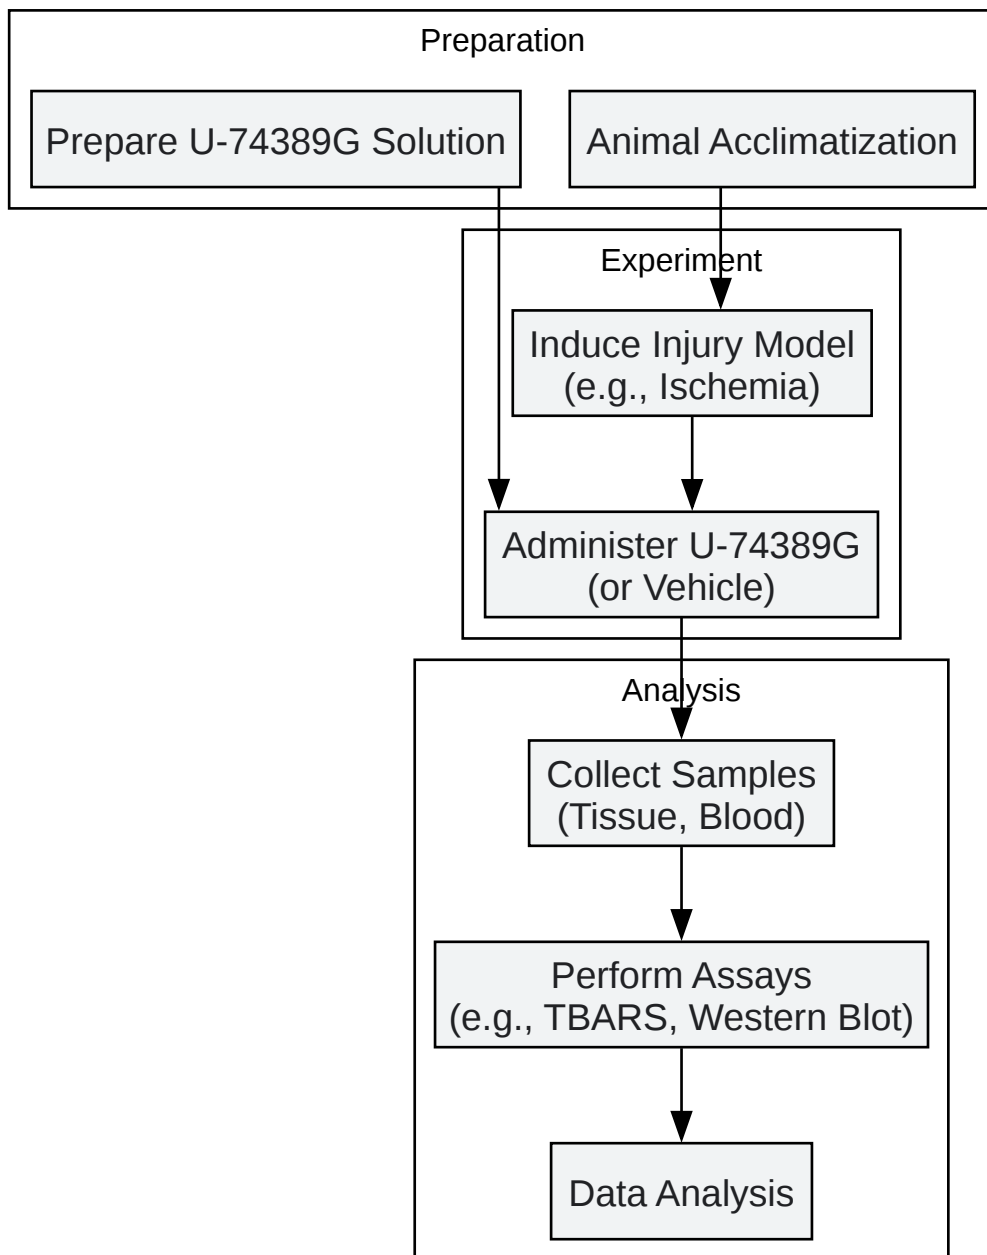 Preparation
Prepare U-74389G Solution
Animal Acclimatization
Experiment
Induce Injury Model
(e.g., Ischemia)
Administer U-74389G
(or Vehicle)
Analysis
Collect Samples
(Tissue, Blood)
Perform Assays
(e.g., TBARS, Western Blot)
Data Analysis